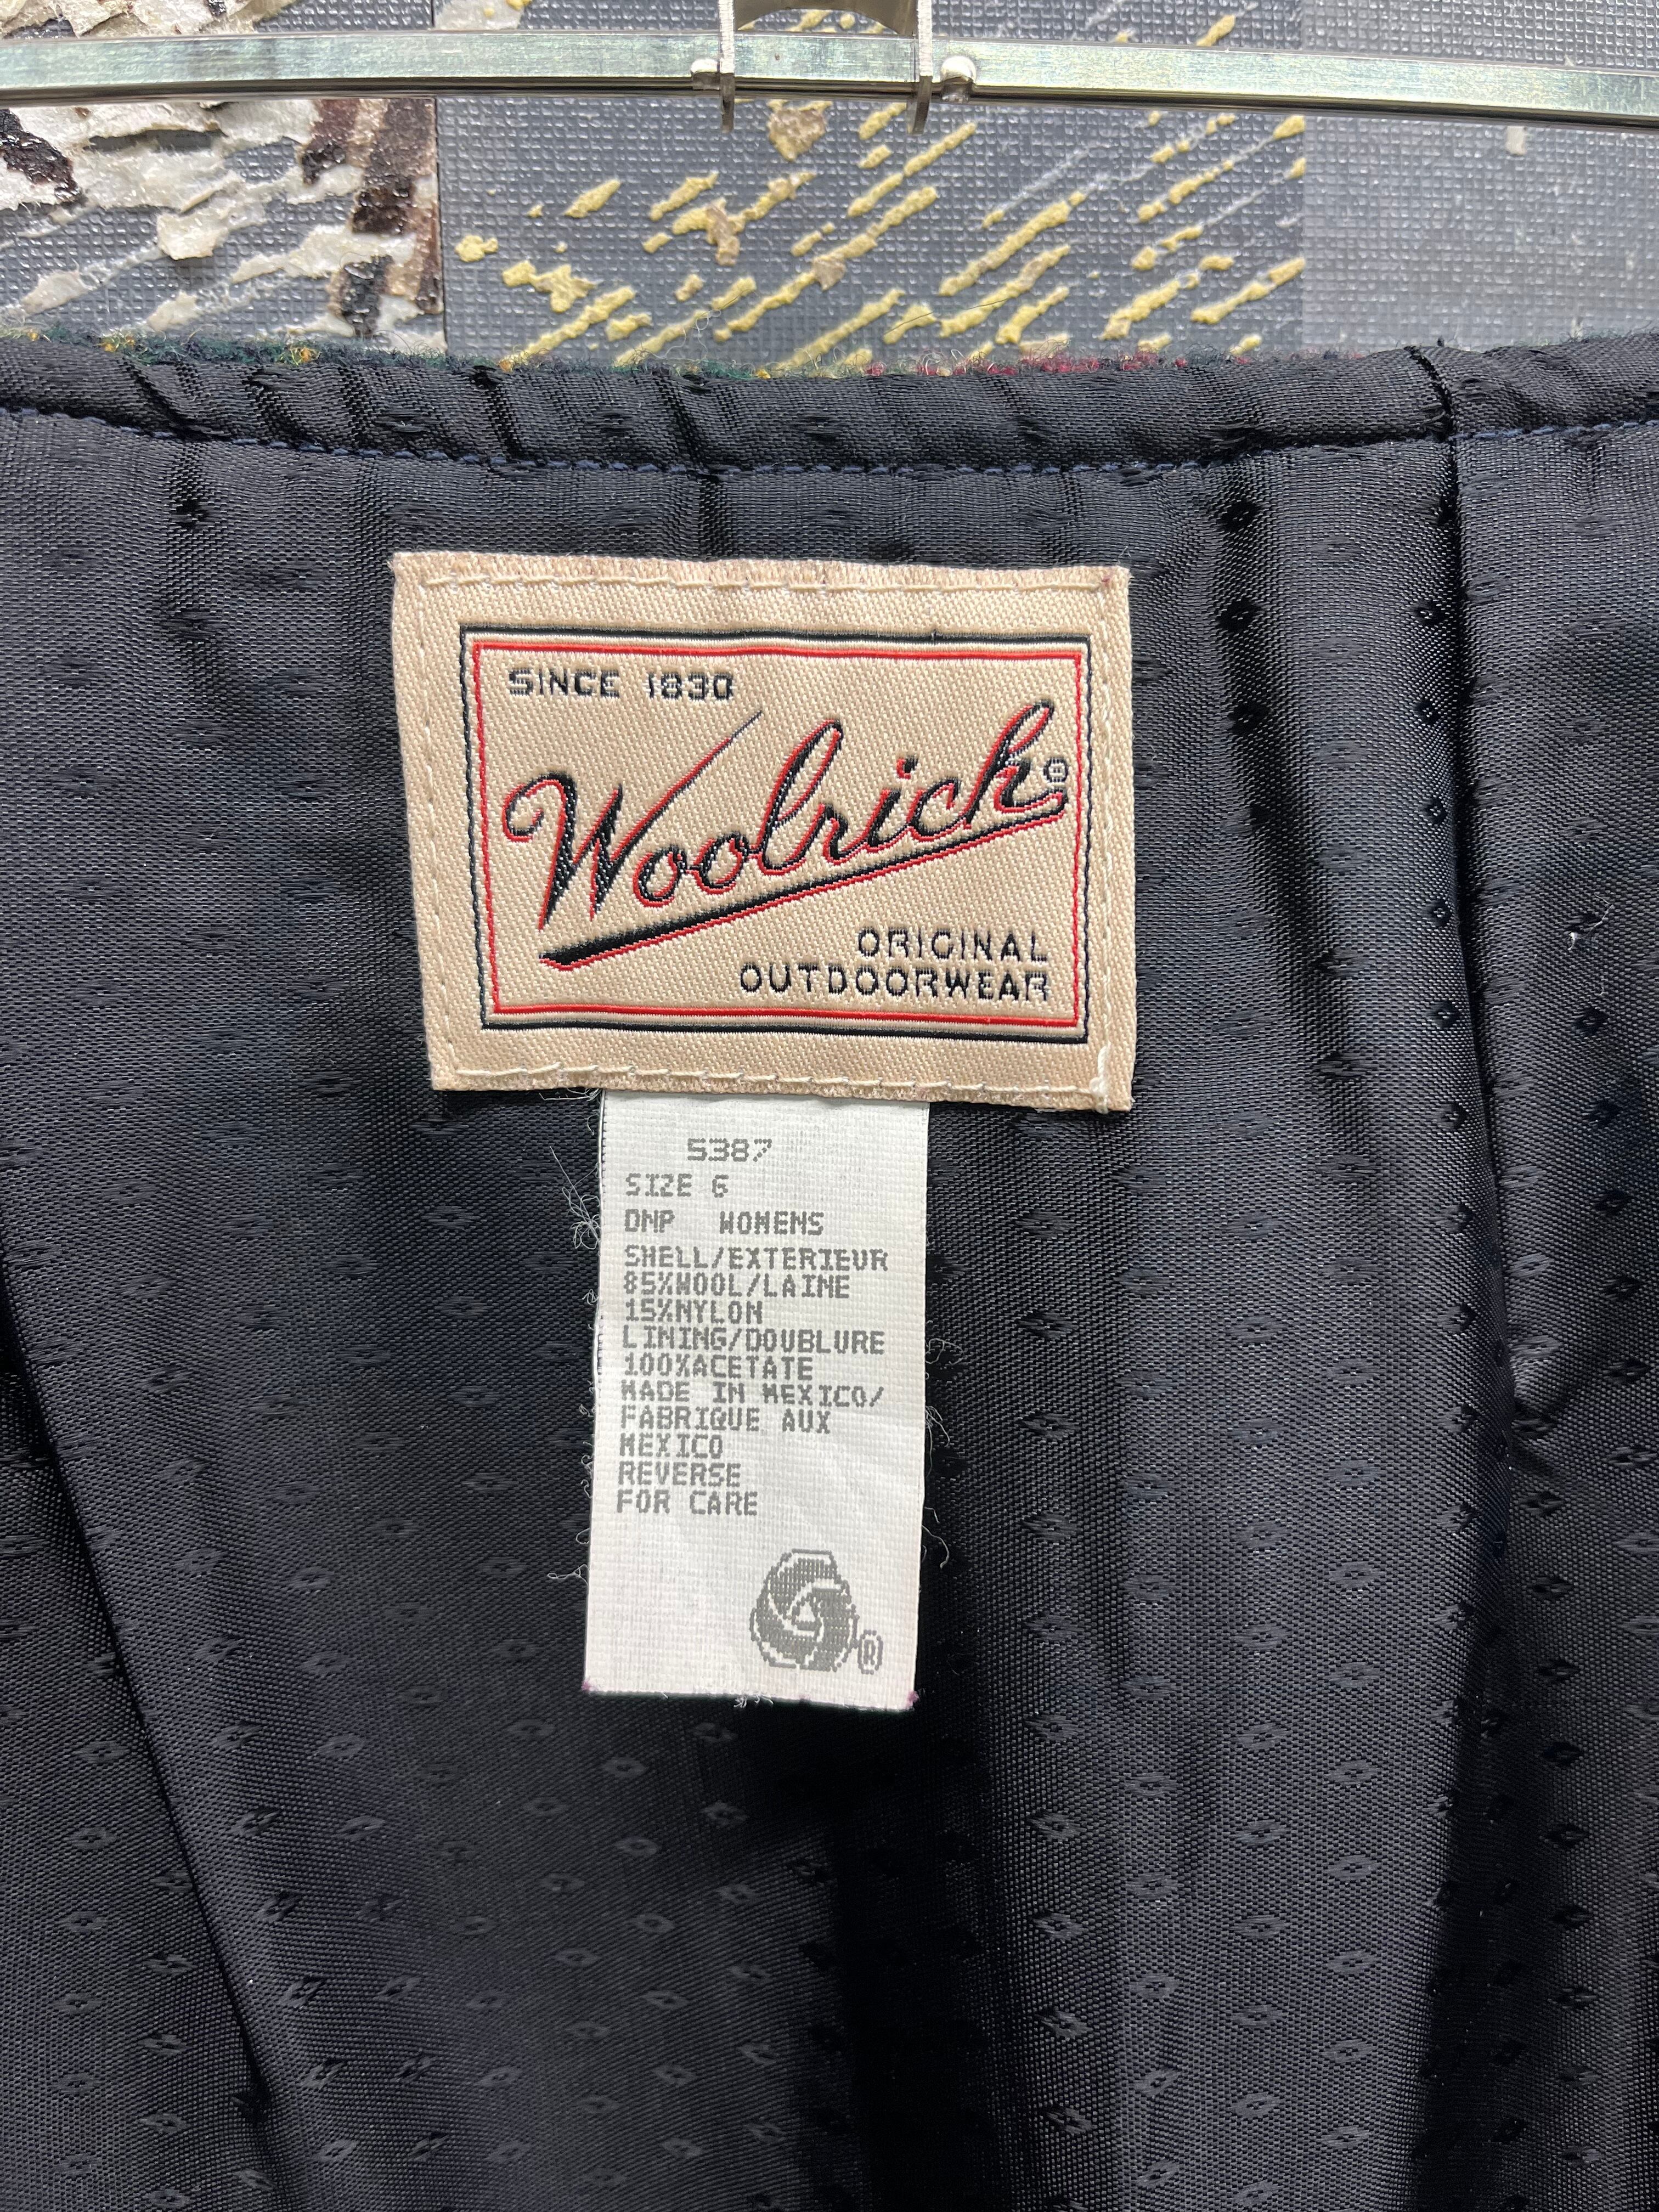 SINCE 1830
Woolrich®
ORIGINAL
OUTDOORWEAR
5387
SIZE 6
DNP WOMENS
SHELL/EXTERIEUR
85%WOOL/LAINE
15%NYLON
LINING/DOUBLURE
100%ACETATE
MADE IN MEXICO/
FABRIQUE AUX
MEXICO
REVERSE
FOR CARE
®